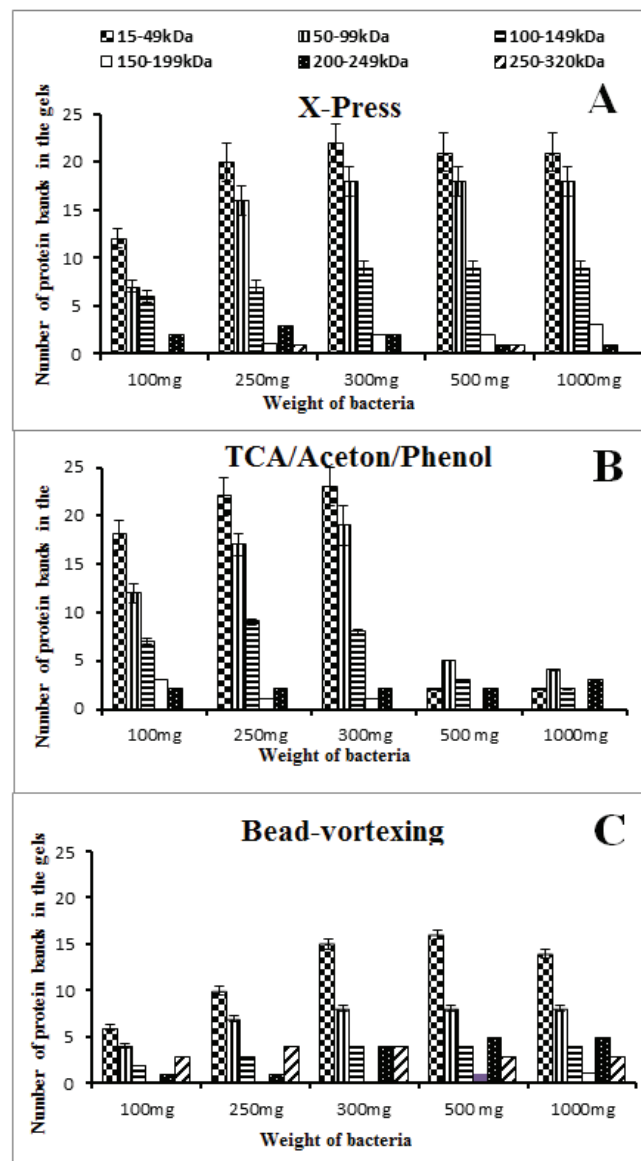 15-49kDa 50-99kDa 100-149kDa
150-199kDa 200-249kDa 250-320kDa
X-Press
A
Number of protein bands in the gels
25
20
15
10
5
0
100mg 250mg 300mg 500 mg 1000mg
Weight of bacteria
TCA/Aceton/Phenol
B
Number of protein bands in the
25
20
15
10
5
0
100mg 250mg 300mg 500 mg 1000mg
Weight of bacteria
Bead-vortexing
C
Number of protein bands in the gels
25
20
15
10
5
0
100mg 250mg 300mg 500 mg 1000mg
Weight of bacteria